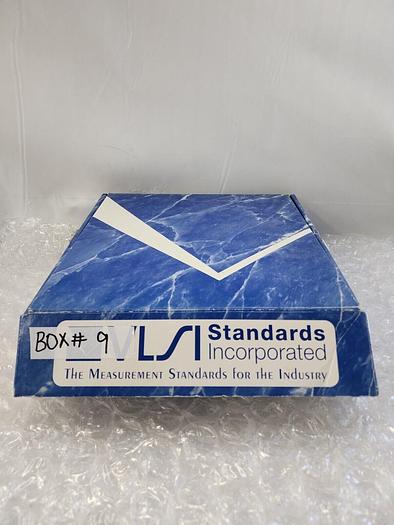 BOX# 9
VLSI
Standards
Incorporated
THE MEASUREMENT STANDARDS FOR THE INDUSTRY